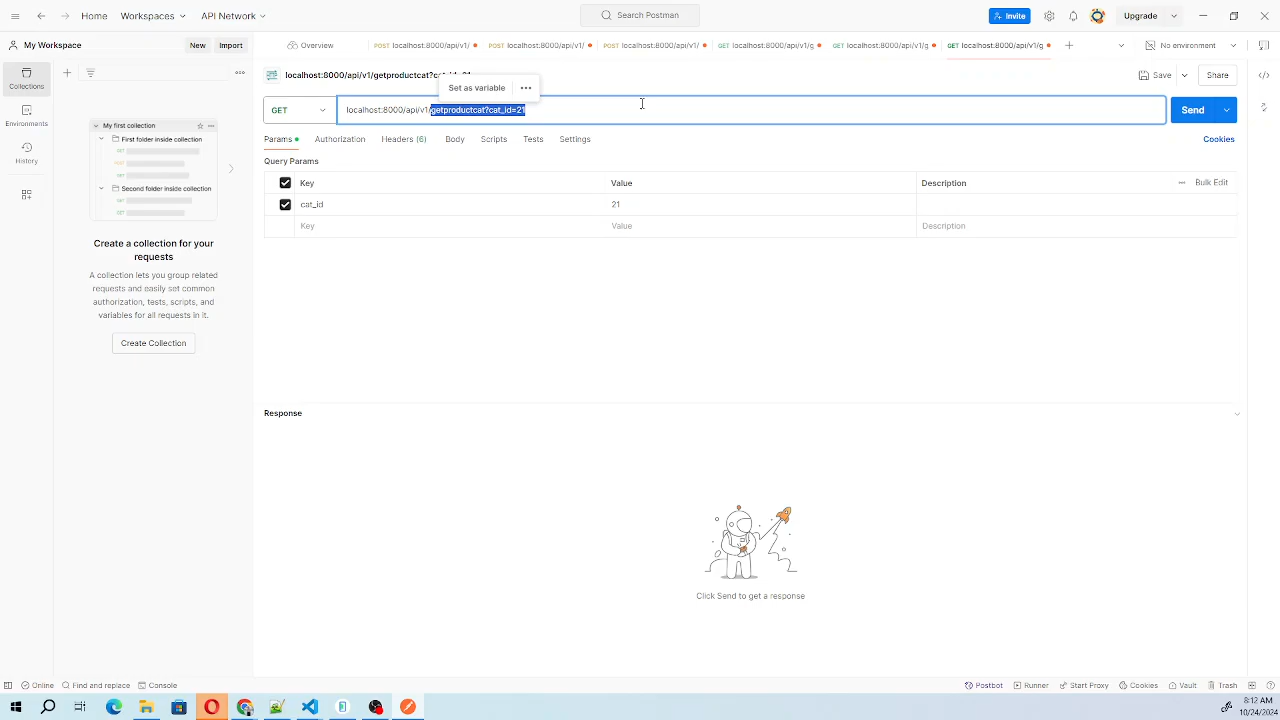 Home Workspaces API Network Search Postman Invite Upgrade
My Workspace New Import Overview POST localhost:8000/api/v1/ POST localhost:8000/api/v1/ POST localhost:8000/api/v1/ GET localhost:8000/api/v1/g GET localhost:8000/api/v1/g GET localhost:8000/api/v1/g No environment
Collections
localhost:8000/api/v1/getproductcat?cat_id=21 Save Share
Set as variable
GET localhost:8000/api/v1/getproductcat?cat_id=21 Send
Environments
My first collection
First folder inside collection
GET
POST
GET
Second folder inside collection
GET
GET
Params Authorization Headers (6) Body Scripts Tests Settings Cookies
History
Query Params
Key Value Description Bulk Edit
cat_id 21
Key Value Description
Create a collection for your
requests
A collection lets you group related
requests and easily set common
authorization, tests, scripts, and
variables for all requests in it.
Create Collection
Response
Click Send to get a response
Online Find and replace Console Postbot Runner Start Proxy Cookies Vault Trash
8:12 AM
10/24/2024